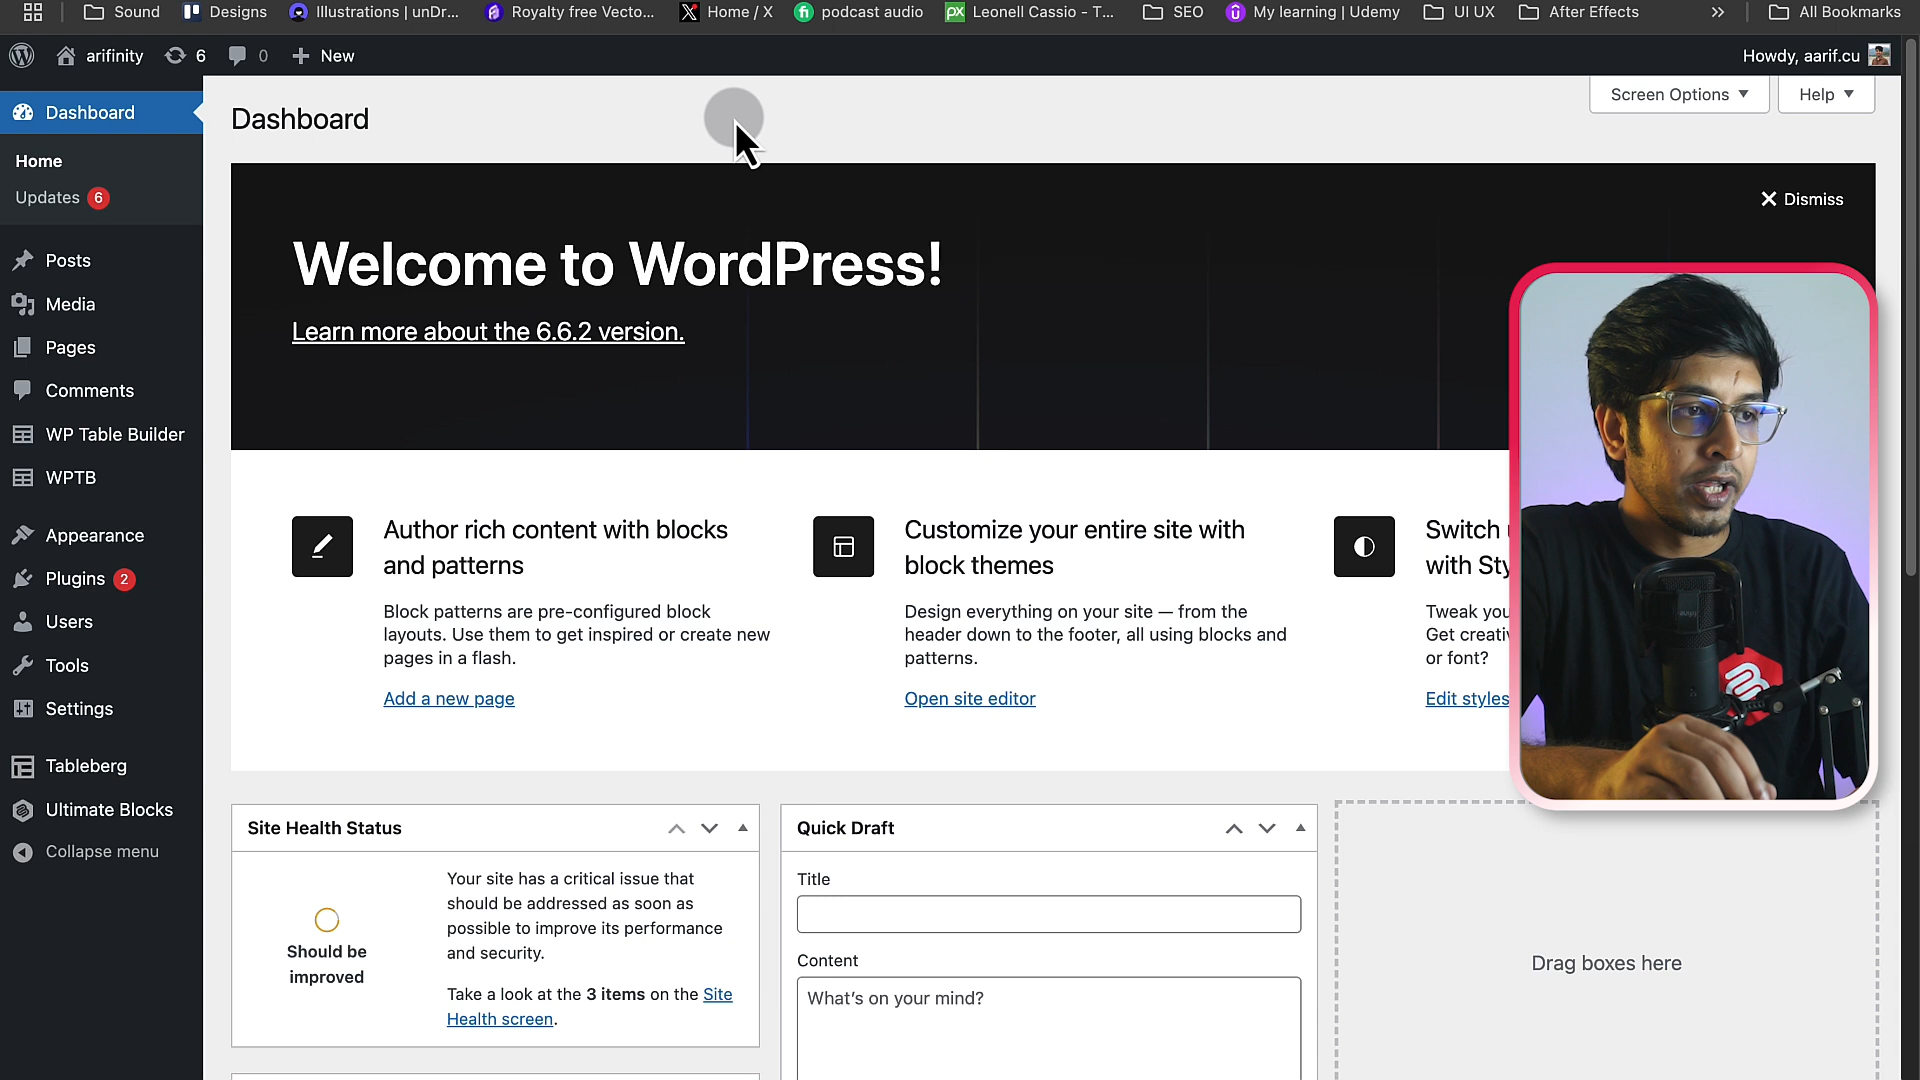 Sound
Designs
Illustrations | unDr...
Royalty free Vecto...
Home / X
podcast audio
Leonell Cassio - T...
SEO
My learning | Udemy
UI UX
After Effects
All Bookmarks
arifinity
6
0
New
Howdy, aarif.cu
Dashboard
Home
Updates 6
Posts
Media
Pages
Comments
WP Table Builder
WPTB
Appearance
Plugins 2
Users
Tools
Settings
Tableberg
Ultimate Blocks
Collapse menu
Dashboard
Screen Options
Help
Dismiss
Welcome to WordPress!
Learn more about the 6.6.2 version.
Author rich content with blocks
and patterns
Block patterns are pre-configured block
layouts. Use them to get inspired or create new
pages in a flash.
Add a new page
Customize your entire site with
block themes
Design everything on your site — from the
header down to the footer, all using blocks and
patterns.
Open site editor
Switch
with Sty
Tweak you
Get creati
or font?
Edit styles
Site Health Status
Should be
improved
Your site has a critical issue that
should be addressed as soon as
possible to improve its performance
and security.
Take a look at the 3 items on the Site
Health screen.
Quick Draft
Title
Content
What's on your mind?
Drag boxes here